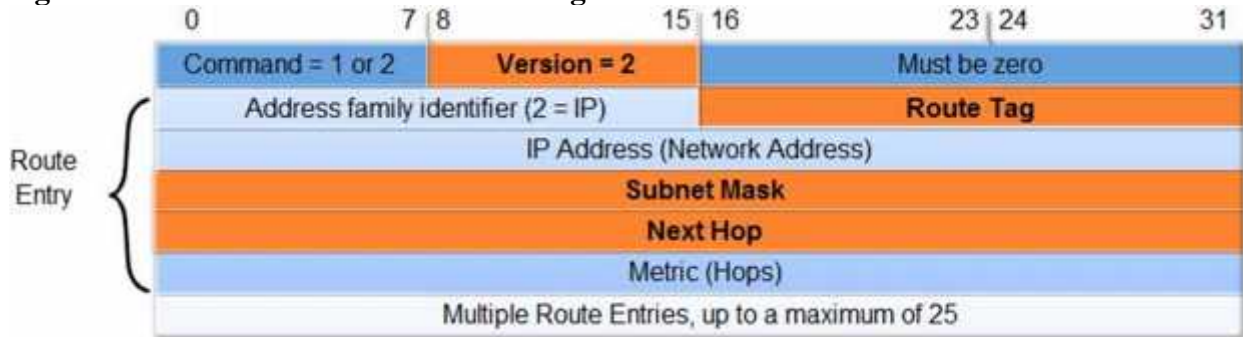 0 7 8 15 16 23 24 31
Command = 1 or 2 Version = 2 Must be zero
Address family identifier (2 = IP) Route Tag
IP Address (Network Address)
Route
Entry
Subnet Mask
Next Hop
Metric (Hops)
Multiple Route Entries, up to a maximum of 25